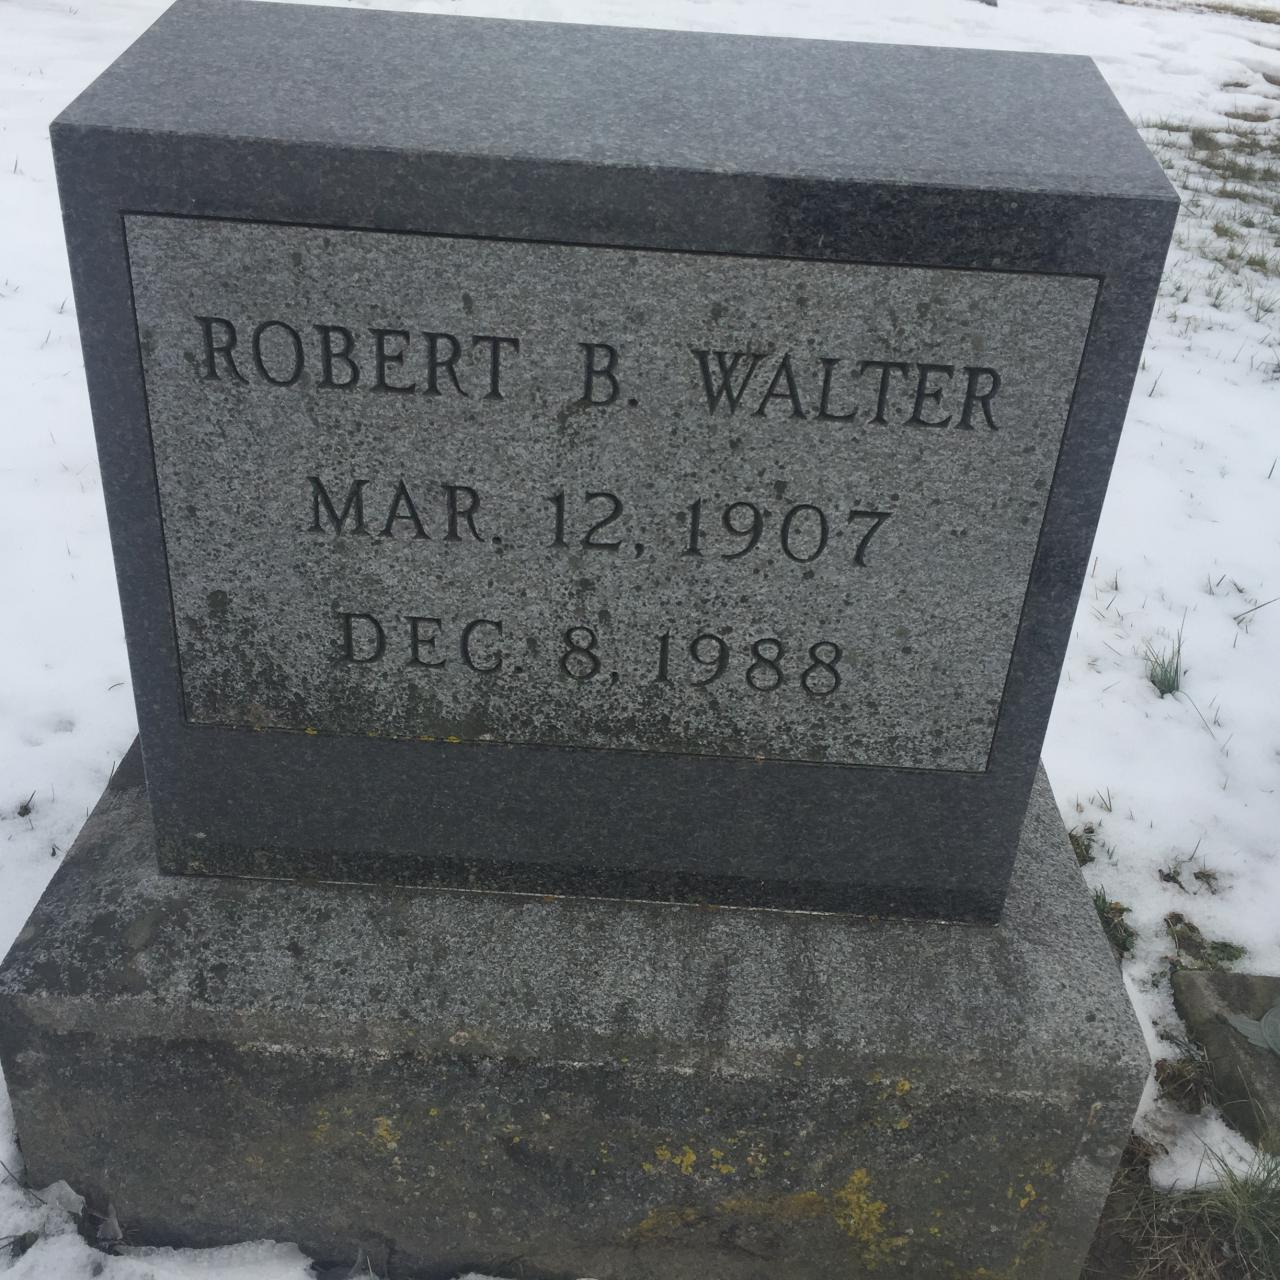 ROBERT B. WALTER
MAR. 12, 1907
DEC. 8, 1988